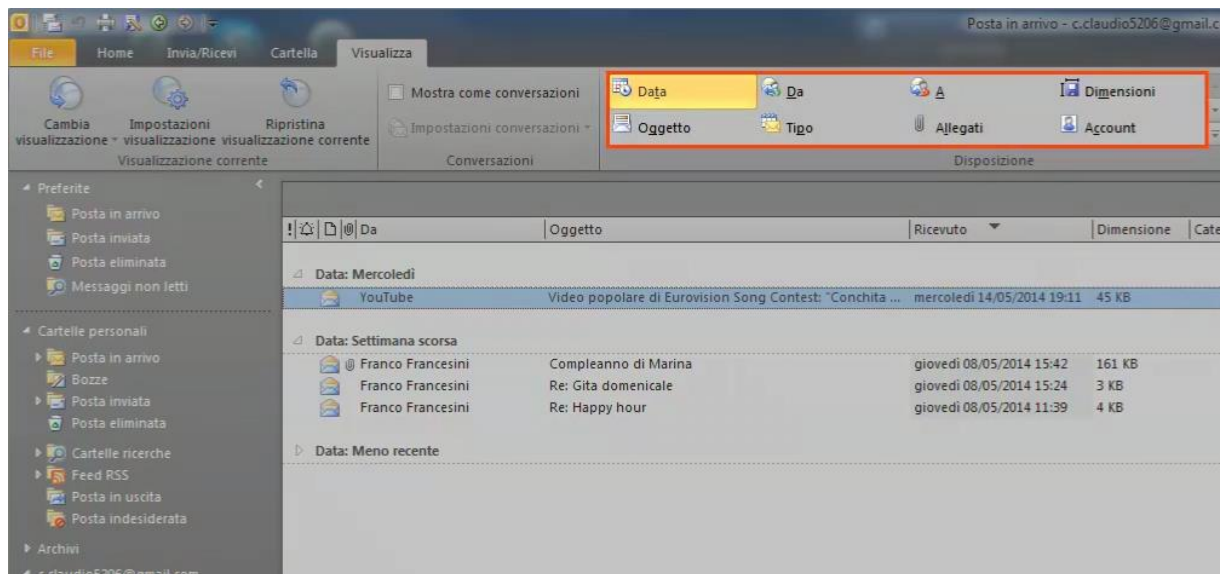 Posta in arrivo - c.claudio5206@gmail.c
File Home Invia/Ricevi Cartella Visualizza
Cambia visualizzazione
Impostazioni visualizzazione
Ripristina visualizzazione corrente
Visualizzazione corrente
Mostra come conversazioni
Impostazioni conversazioni
Conversazioni
Data Da A Dimensioni
Oggetto Tipo Allegati Account
Disposizione
Preferite
Posta in arrivo
Posta inviata
Posta eliminata
Messaggi non letti
Cartelle personali
Posta in arrivo
Bozze
Posta inviata
Posta eliminata
Cartelle ricerche
Feed RSS
Posta in uscita
Posta indesiderata
Archivi
c.claudio5206@gmail.com
Da Oggetto Ricevuto Dimensione Cate
Data: Mercoledì
YouTube Video popolare di Eurovision Song Contest: "Conchita ... mercoledì 14/05/2014 19:11 45 KB
Data: Settimana scorsa
Franco Francesini Compleanno di Marina giovedì 08/05/2014 15:42 161 KB
Franco Francesini Re: Gita domenicale giovedì 08/05/2014 15:24 3 KB
Franco Francesini Re: Happy hour giovedì 08/05/2014 11:39 4 KB
Data: Meno recente